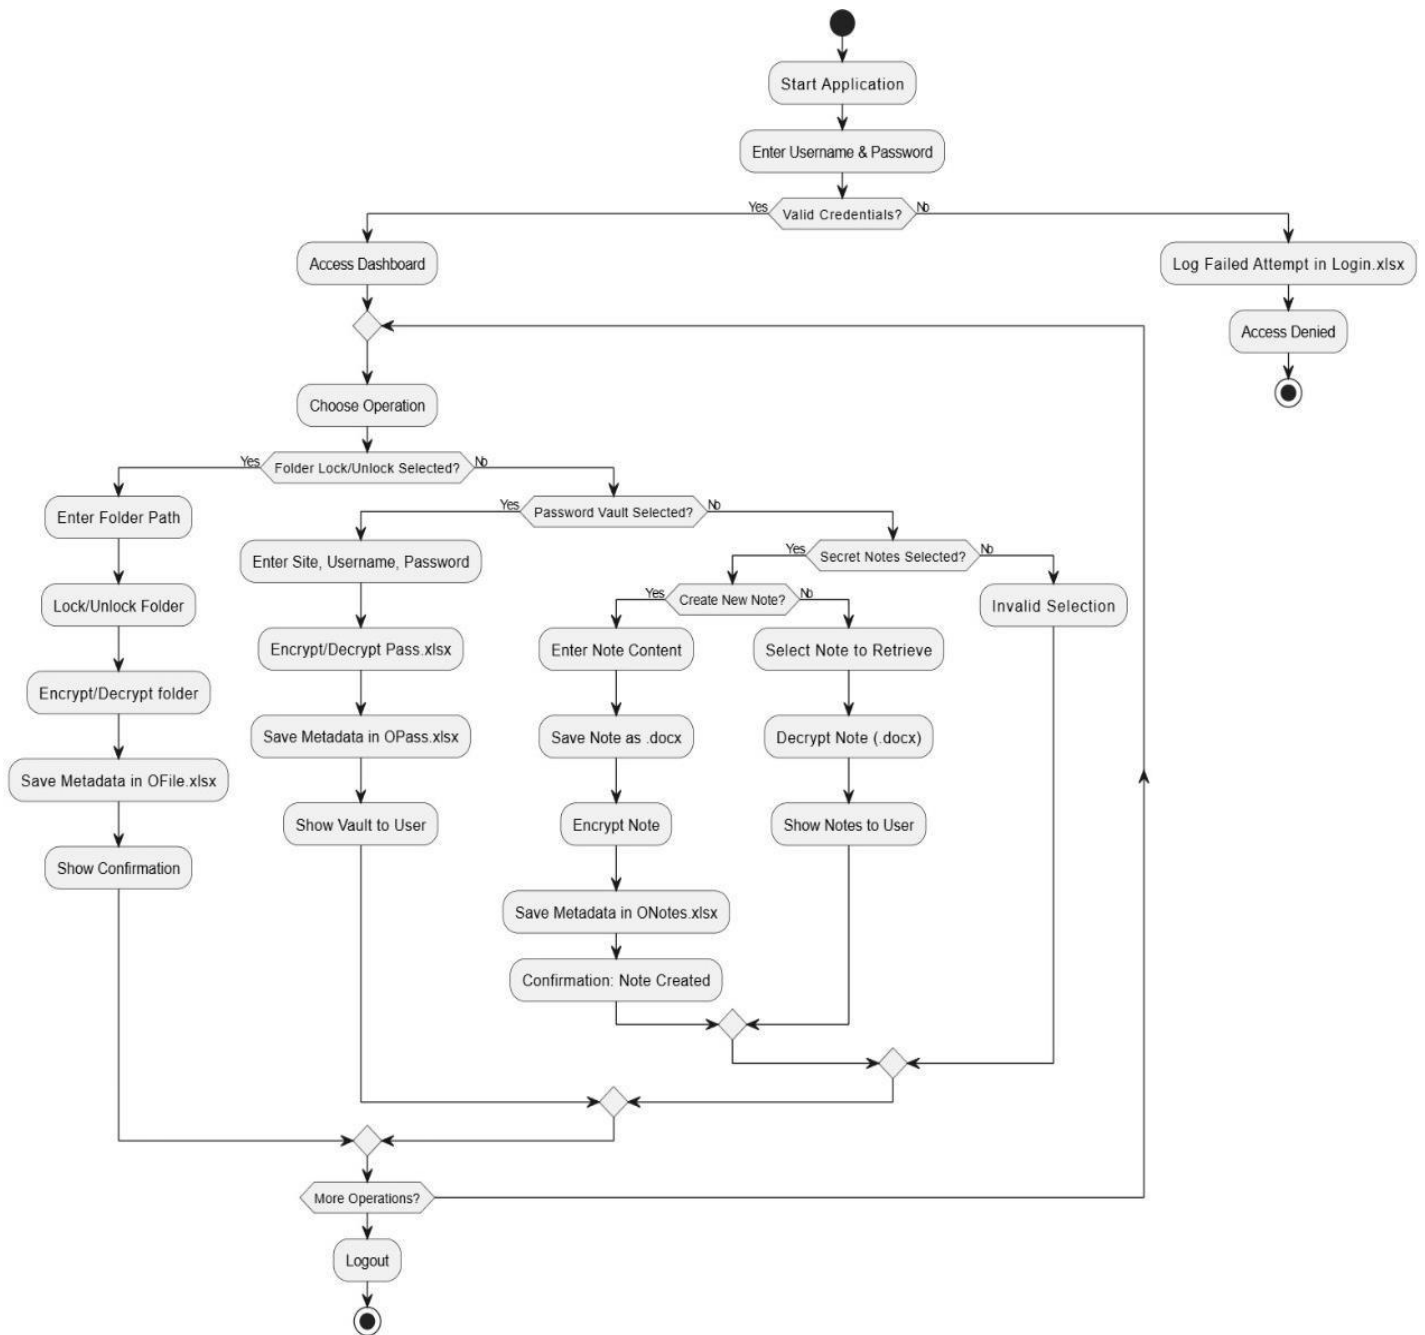 Start Application
Enter Username & Password
Yes
Valid Credentials?
No
Access Dashboard
Log Failed Attempt in Login.xlsx
Access Denied
Choose Operation
Yes
Folder Lock/Unlock Selected?
No
Enter Folder Path
Yes
Password Vault Selected?
No
Enter Site, Username, Password
Yes
Secret Notes Selected?
No
Lock/Unlock Folder
Yes
Create New Note?
No
Invalid Selection
Encrypt/Decrypt Pass.xlsx
Enter Note Content
Select Note to Retrieve
Encrypt/Decrypt folder
Save Metadata in OPass.xlsx
Save Note as .docx
Decrypt Note (.docx)
Save Metadata in OFile.xlsx
Show Vault to User
Encrypt Note
Show Notes to User
Show Confirmation
Save Metadata in ONotes.xlsx
Confirmation: Note Created
More Operations?
Logout